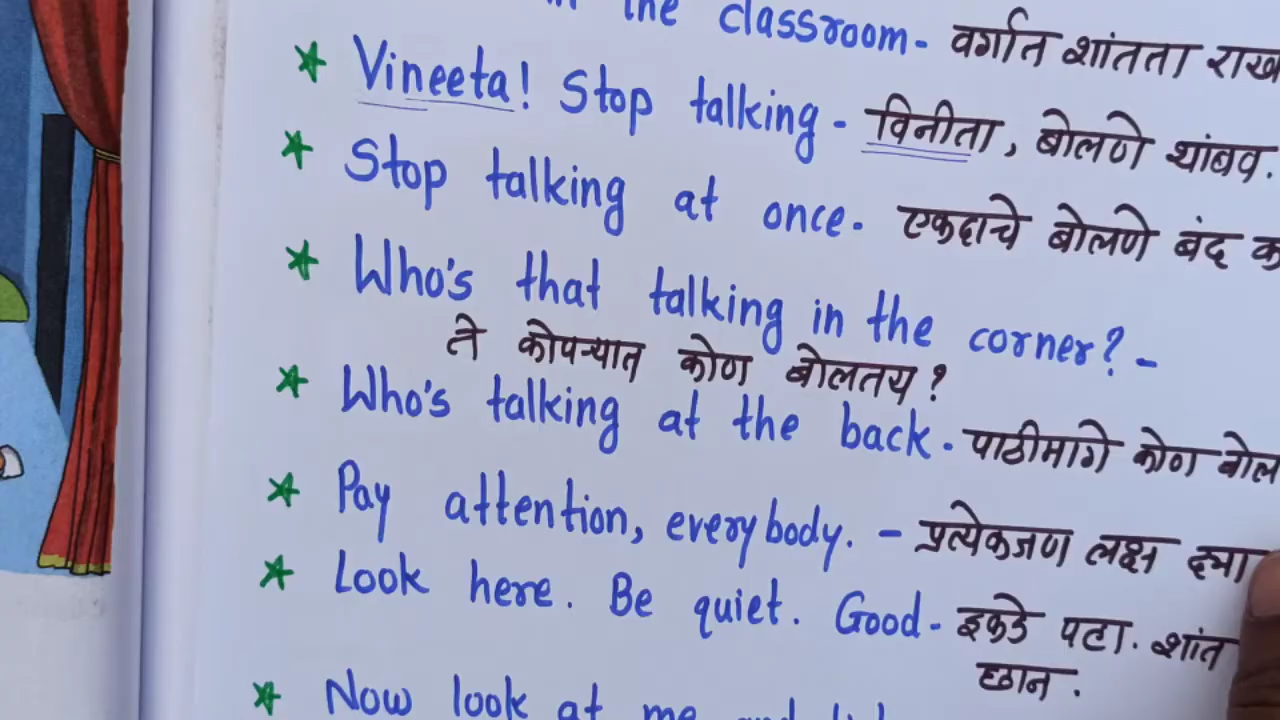 the classroom- वर्गात शांतता राख
★ Vineeta! Stop talking - विनीता, बोलणे थांबव.
★ Stop talking at once. एकदाचे बोलणे बंद क
★ Who's that talking in the corner? -
ते कोपऱ्यात कोण बोलतय?
★ Who's talking at the back. - पाठीमागे कोण बोल
★ Pay attention, everybody. - प्रत्येकजण लक्ष द्या
★ Look here. Be quiet. Good - इकडे पहा. शांत
छान.
★ Now look at me and